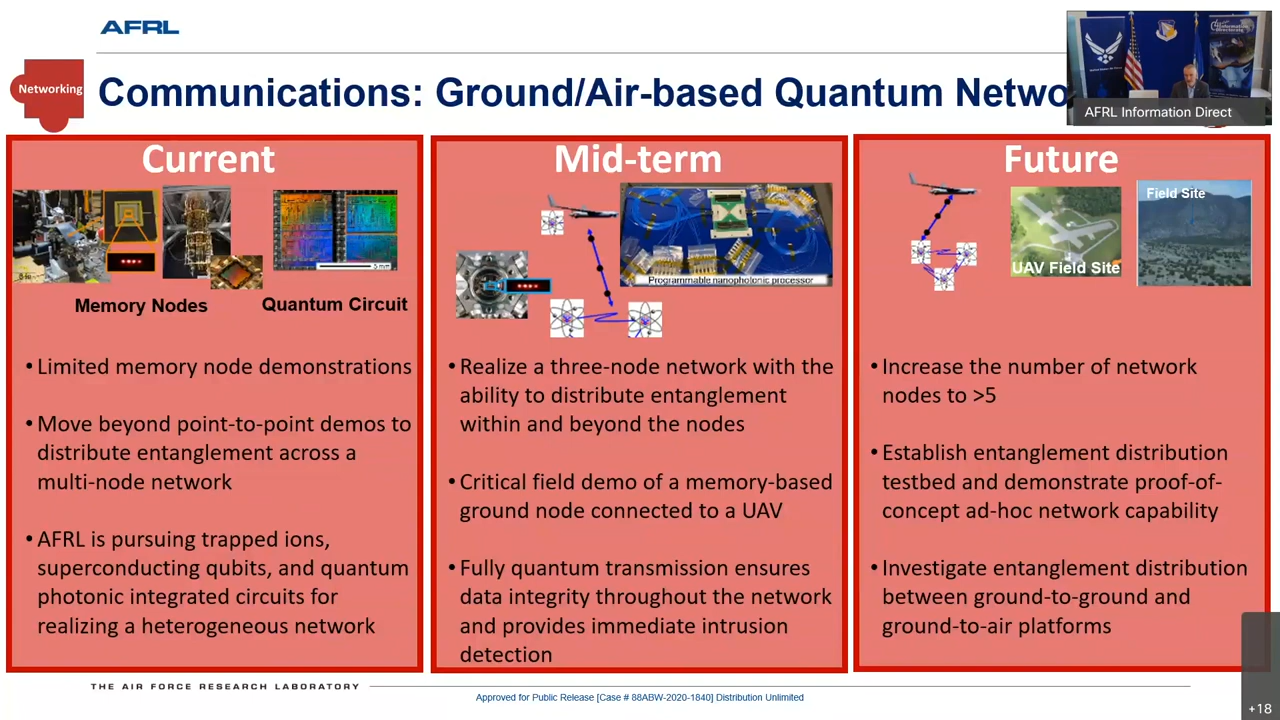 AFRL
Networking
Communications: Ground/Air-based Quantum Netwo
AFRL Information Direct
Current
Memory Nodes
Quantum Circuit
5 mm
• Limited memory node demonstrations
• Move beyond point-to-point demos to
distribute entanglement across a
multi-node network
• AFRL is pursuing trapped ions,
superconducting qubits, and quantum
photonic integrated circuits for
realizing a heterogeneous network
Mid-term
Programmable nanophotonic processor
• Realize a three-node network with the
ability to distribute entanglement
within and beyond the nodes
• Critical field demo of a memory-based
ground node connected to a UAV
• Fully quantum transmission ensures
data integrity throughout the network
and provides immediate intrusion
detection
Future
UAV Field Site
Field Site
• Increase the number of network
nodes to >5
• Establish entanglement distribution
testbed and demonstrate proof-of-
concept ad-hoc network capability
• Investigate entanglement distribution
between ground-to-ground and
ground-to-air platforms
THE AIR FORCE RESEARCH LABORATORY
Approved for Public Release [Case # 88ABW-2020-1840] Distribution Unlimited
+18